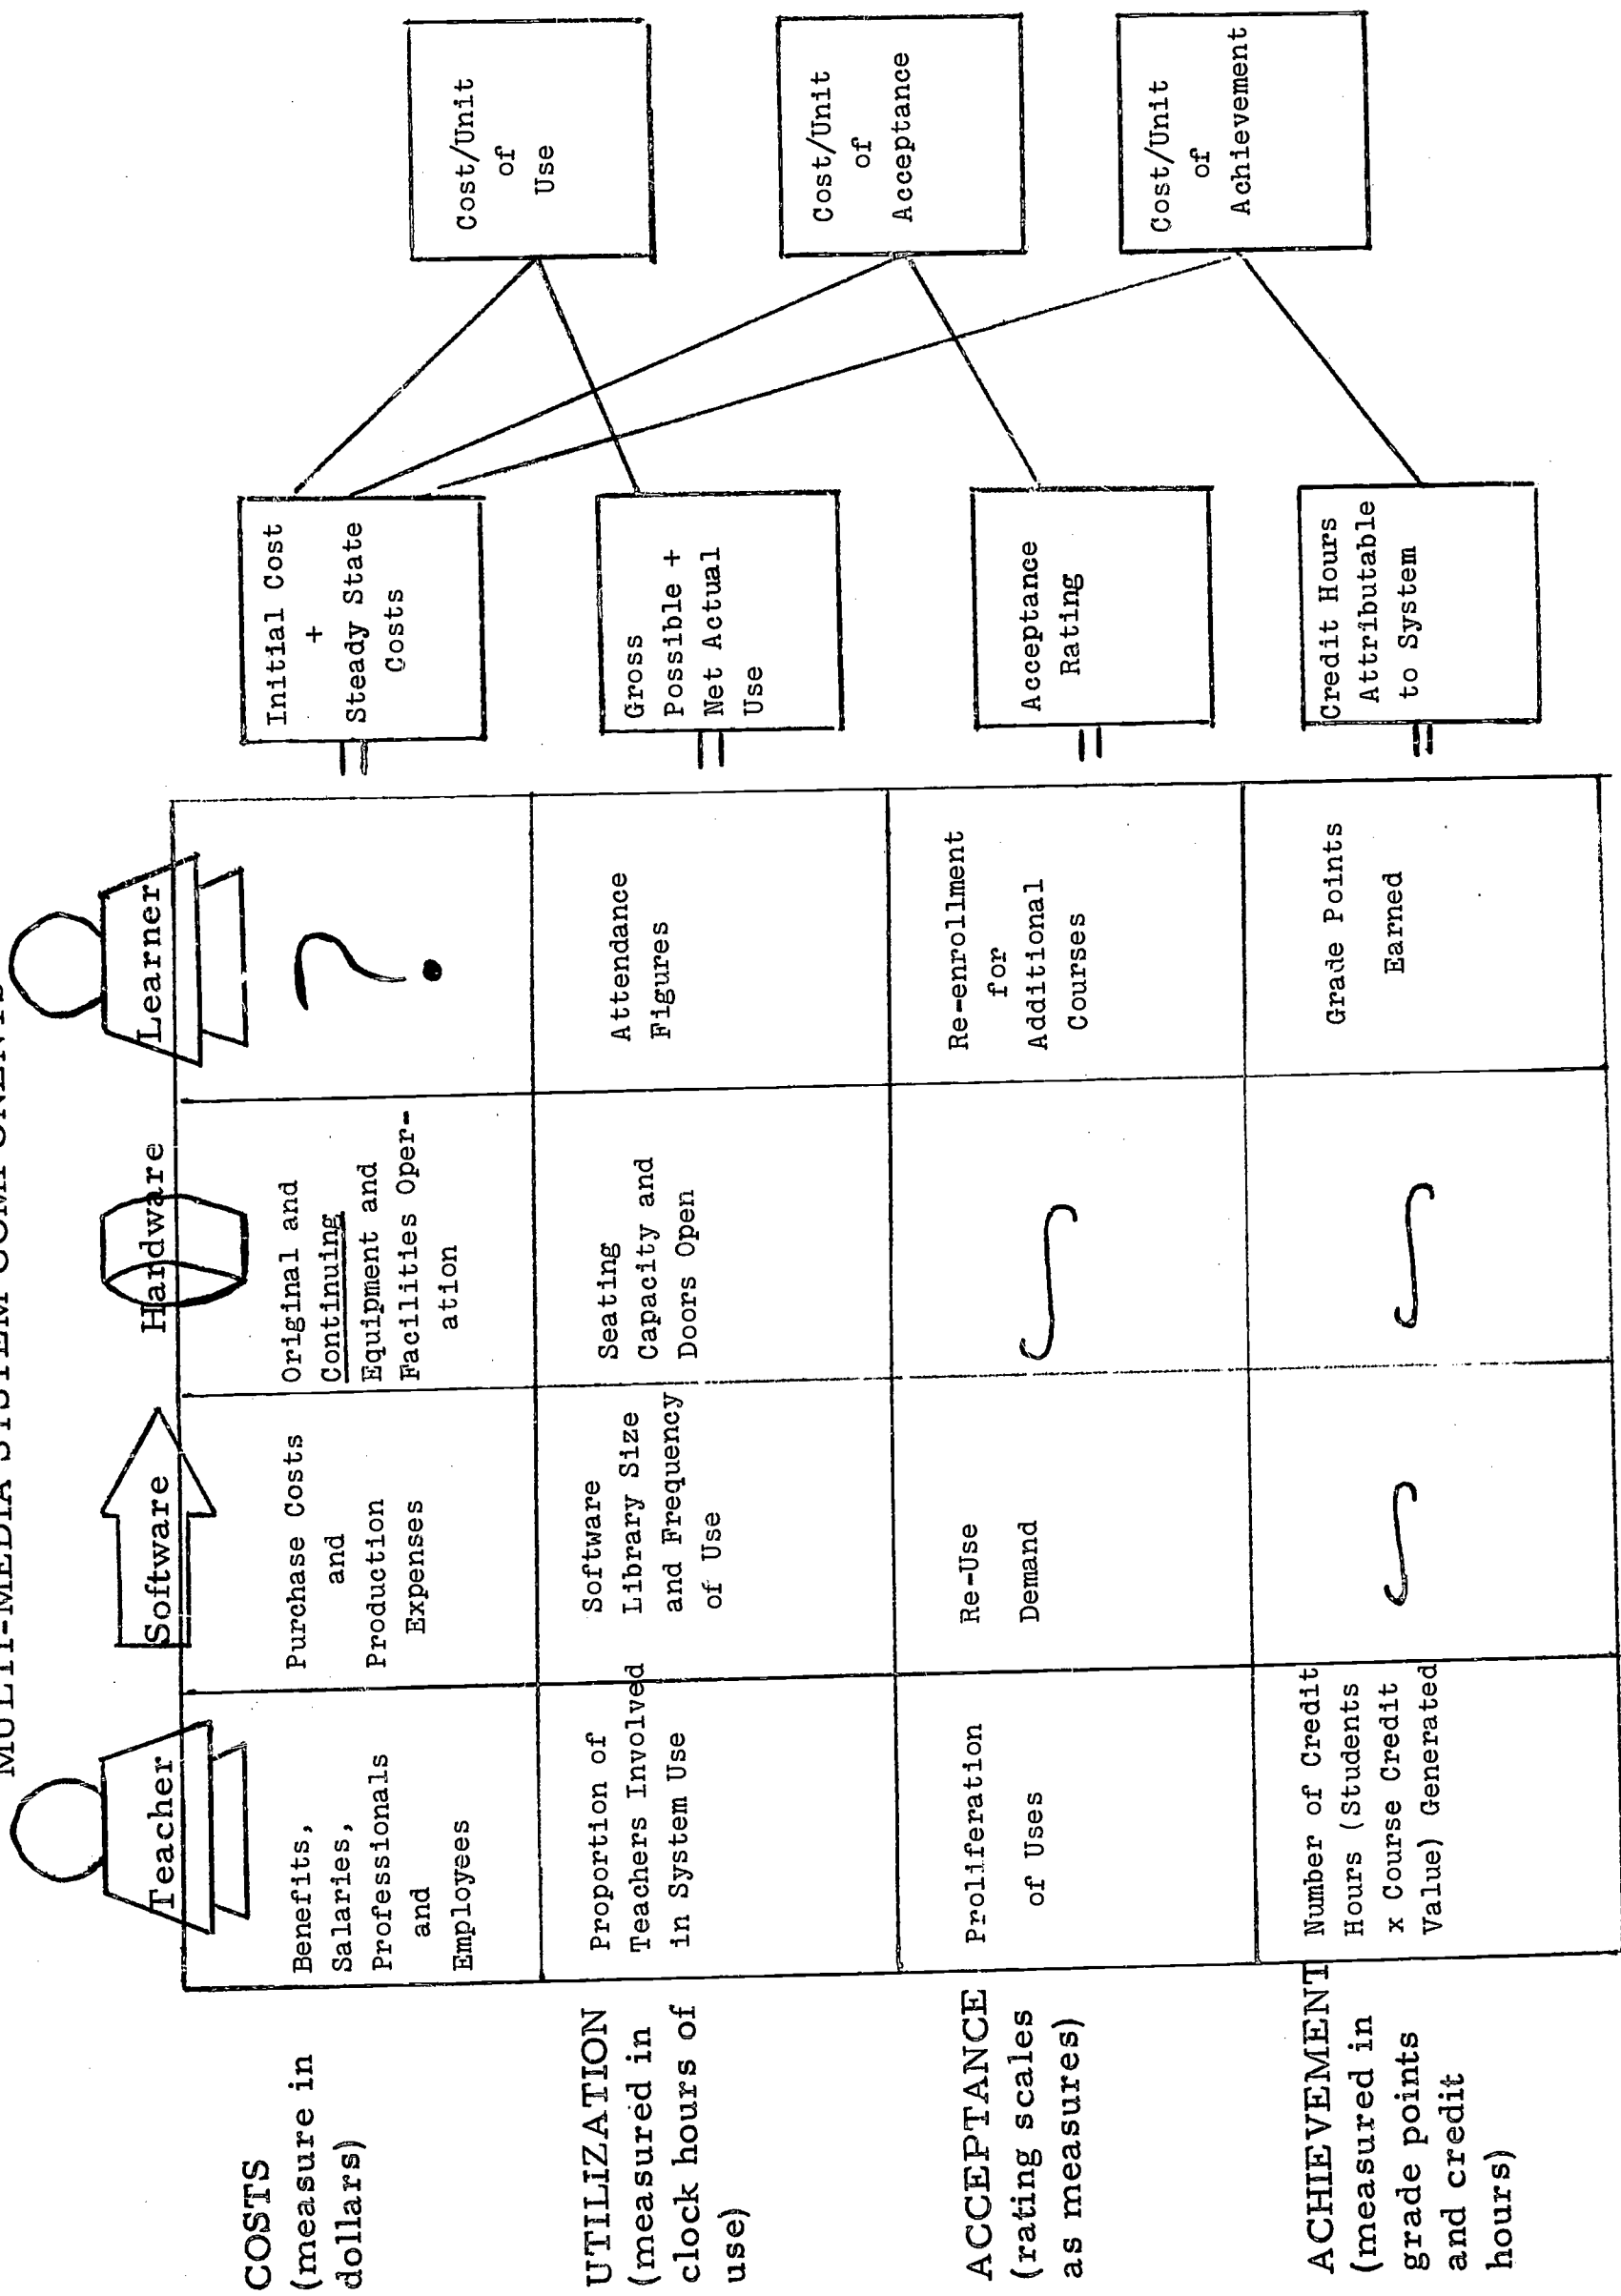 MULTI-MEDIA SYSTEM COMPONENTS
Teacher
Software
Hardware
Learner
COSTS
(measure in
dollars)
Benefits,
Salaries,
Professionals
and
Employees
Purchase Costs
and
Production
Expenses
Original and
Continuing
Equipment and
Facilities Oper-
ation
?
=
Initial Cost
+
Steady State
Costs
UTILIZATION
(measured in
clock hours of
use)
Proportion of
Teachers Involved
in System Use
Software
Library Size
and Frequency
of Use
Seating
Capacity and
Doors Open
Attendance
Figures
=
Gross
Possible +
Net Actual
Use
ACCEPTANCE
(rating scales
as measures)
Proliferation
of Uses
Re-Use
Demand
Re-enrollment
for
Additional
Courses
=
Acceptance
Rating
ACHIEVEMENT
(measured in
grade points
and credit
hours)
Number of Credit
Hours (Students
x Course Credit
Value) Generated
Grade Points
Earned
=
Credit Hours
Attributable
to System
Cost/Unit
of
Use
Cost/Unit
of
Acceptance
Cost/Unit
of
Achievement